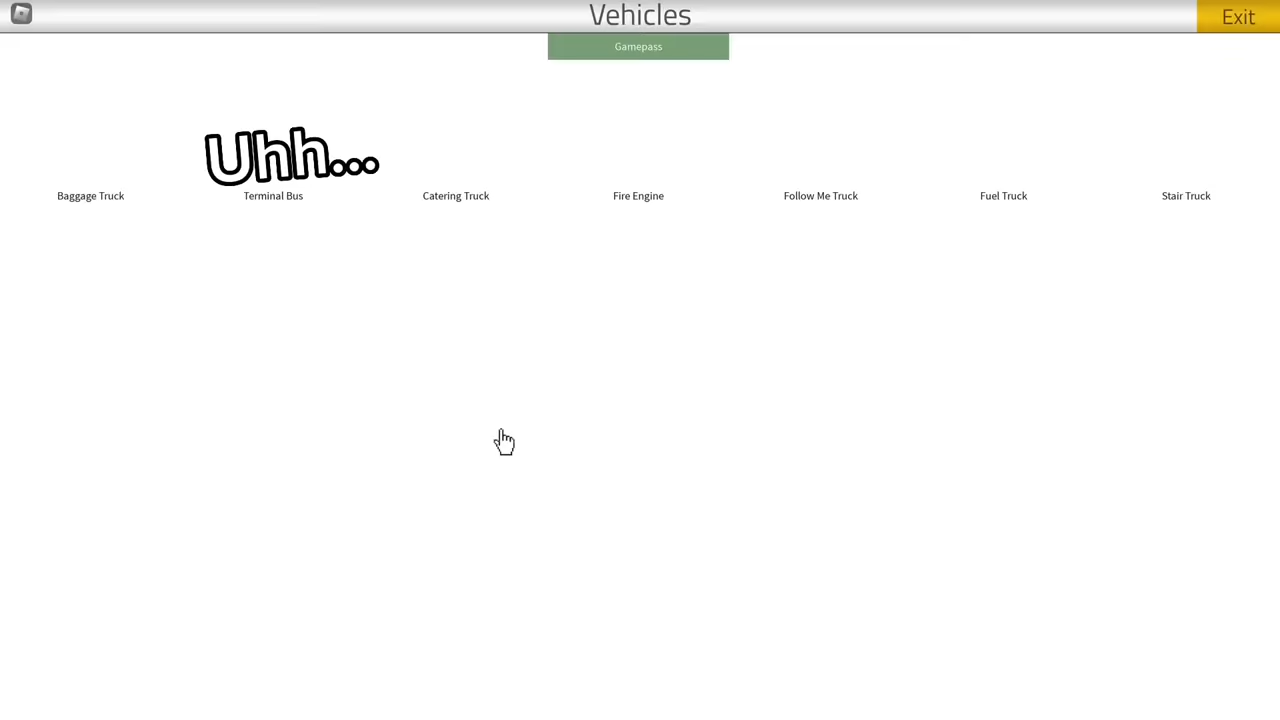 Vehicles
Exit
Gamepass
Uhh...
Baggage Truck
Terminal Bus
Catering Truck
Fire Engine
Follow Me Truck
Fuel Truck
Stair Truck